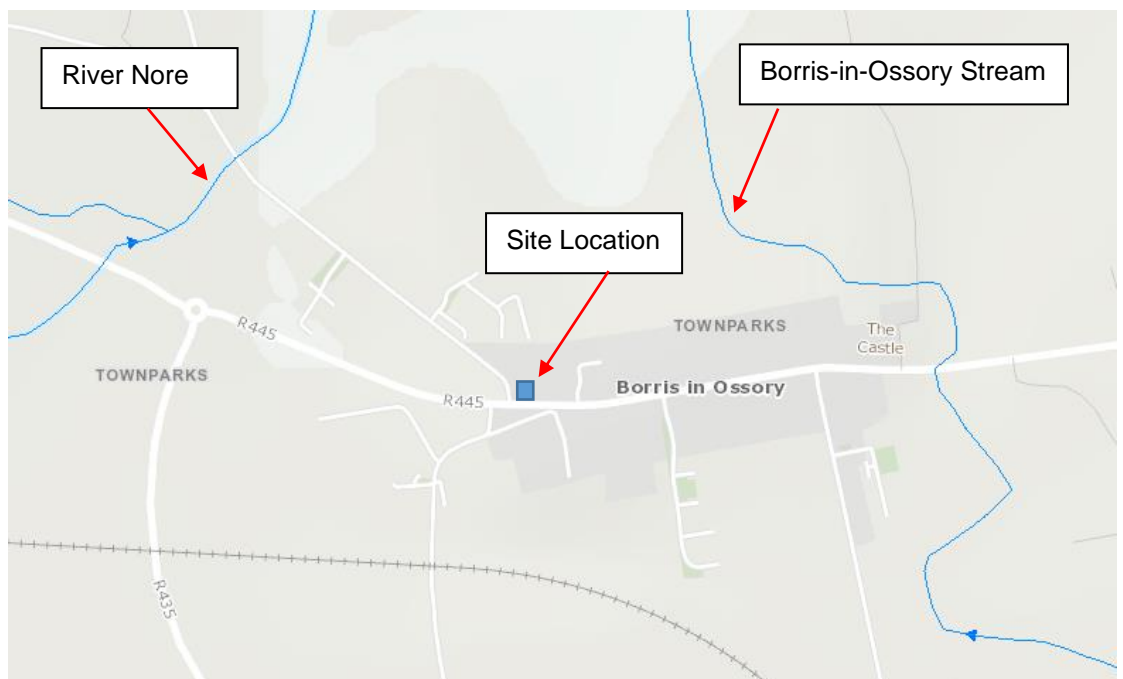 River Nore
Borris-in-Ossory Stream
Site Location
R445
TOWNPARKS
The
Castle
TOWNPARKS
Borris in Ossory
R445
R435